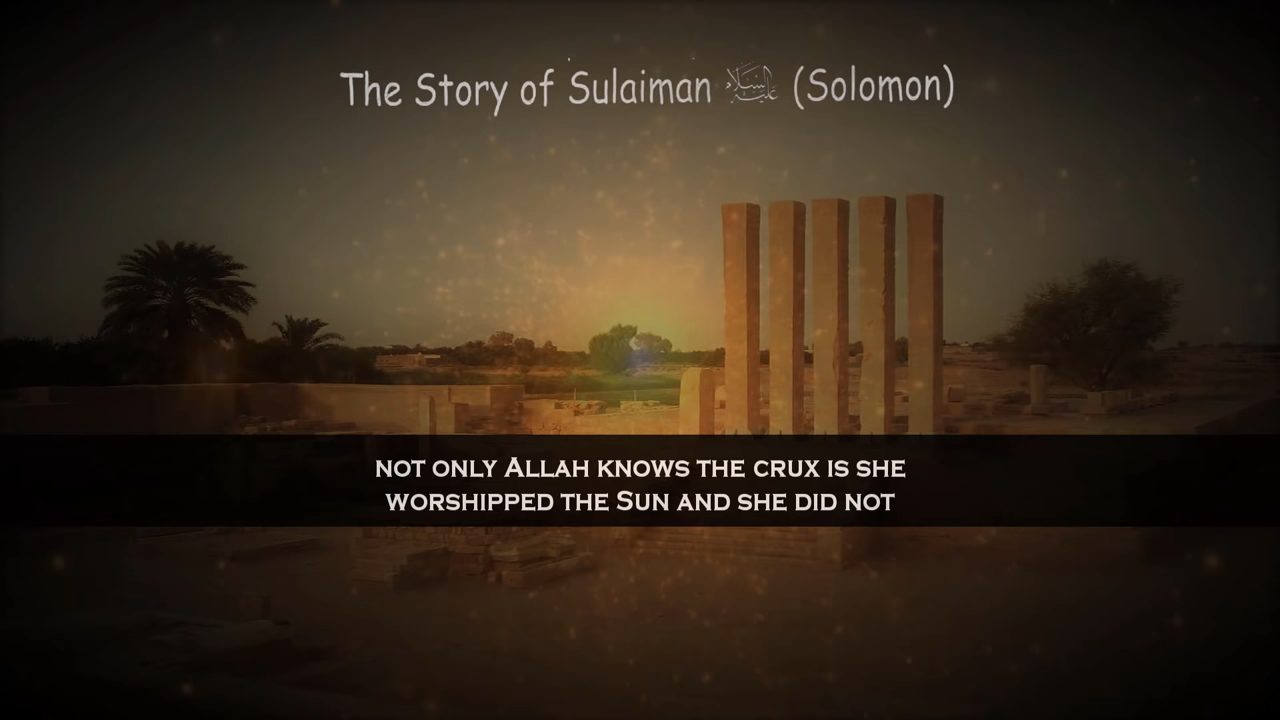 The Story of Sulaiman عليه السلام (Solomon)
NOT ONLY ALLAH KNOWS THE CRUX IS SHE
WORSHIPPED THE SUN AND SHE DID NOT